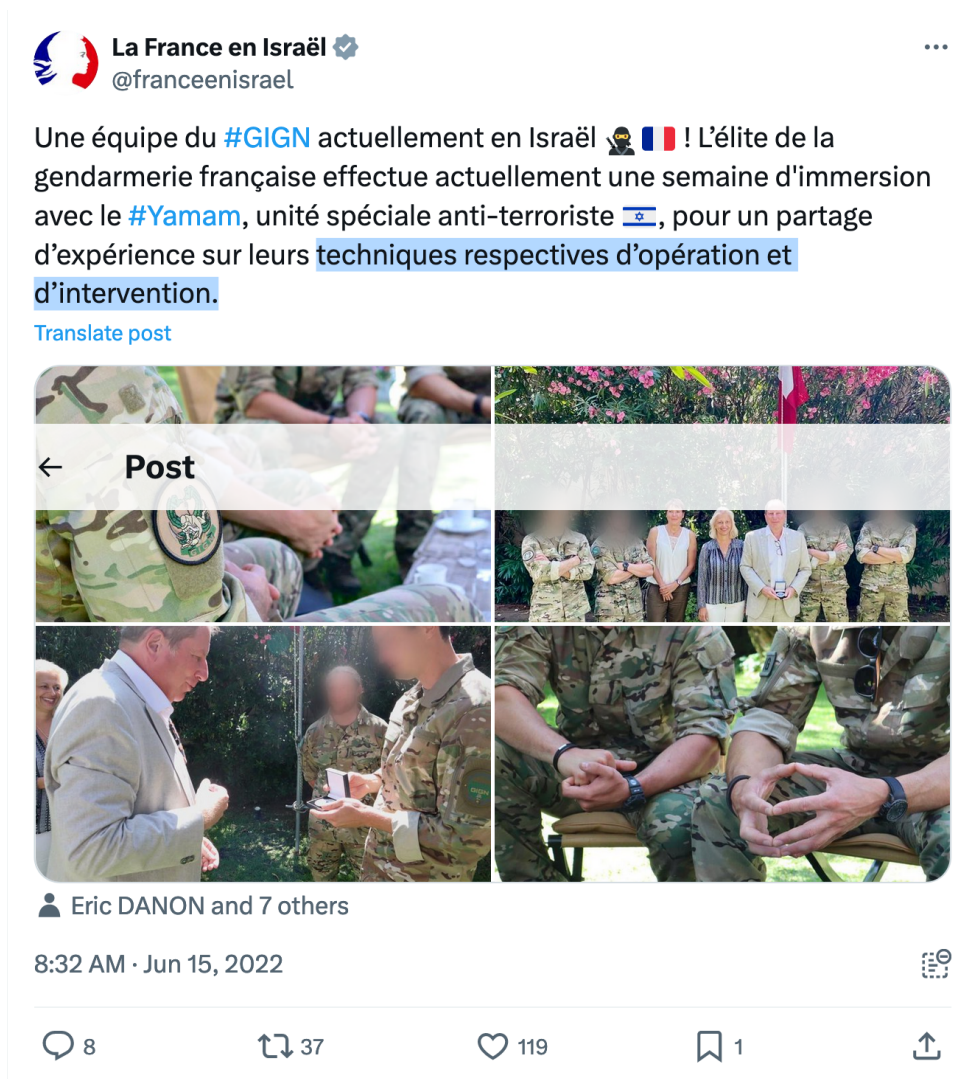 La France en Israël
@franceenisrael
Une équipe du #GIGN actuellement en Israël 🥷🇫🇷 ! L’élite de la
gendarmerie française effectue actuellement une semaine d'immersion
avec le #Yamam, unité spéciale anti-terroriste 🇮🇱, pour un partage
d’expérience sur leurs techniques respectives d’opération et
d’intervention.
Translate post
← Post
GIGN
Eric DANON and 7 others
8:32 AM · Jun 15, 2022
8 37 119 1